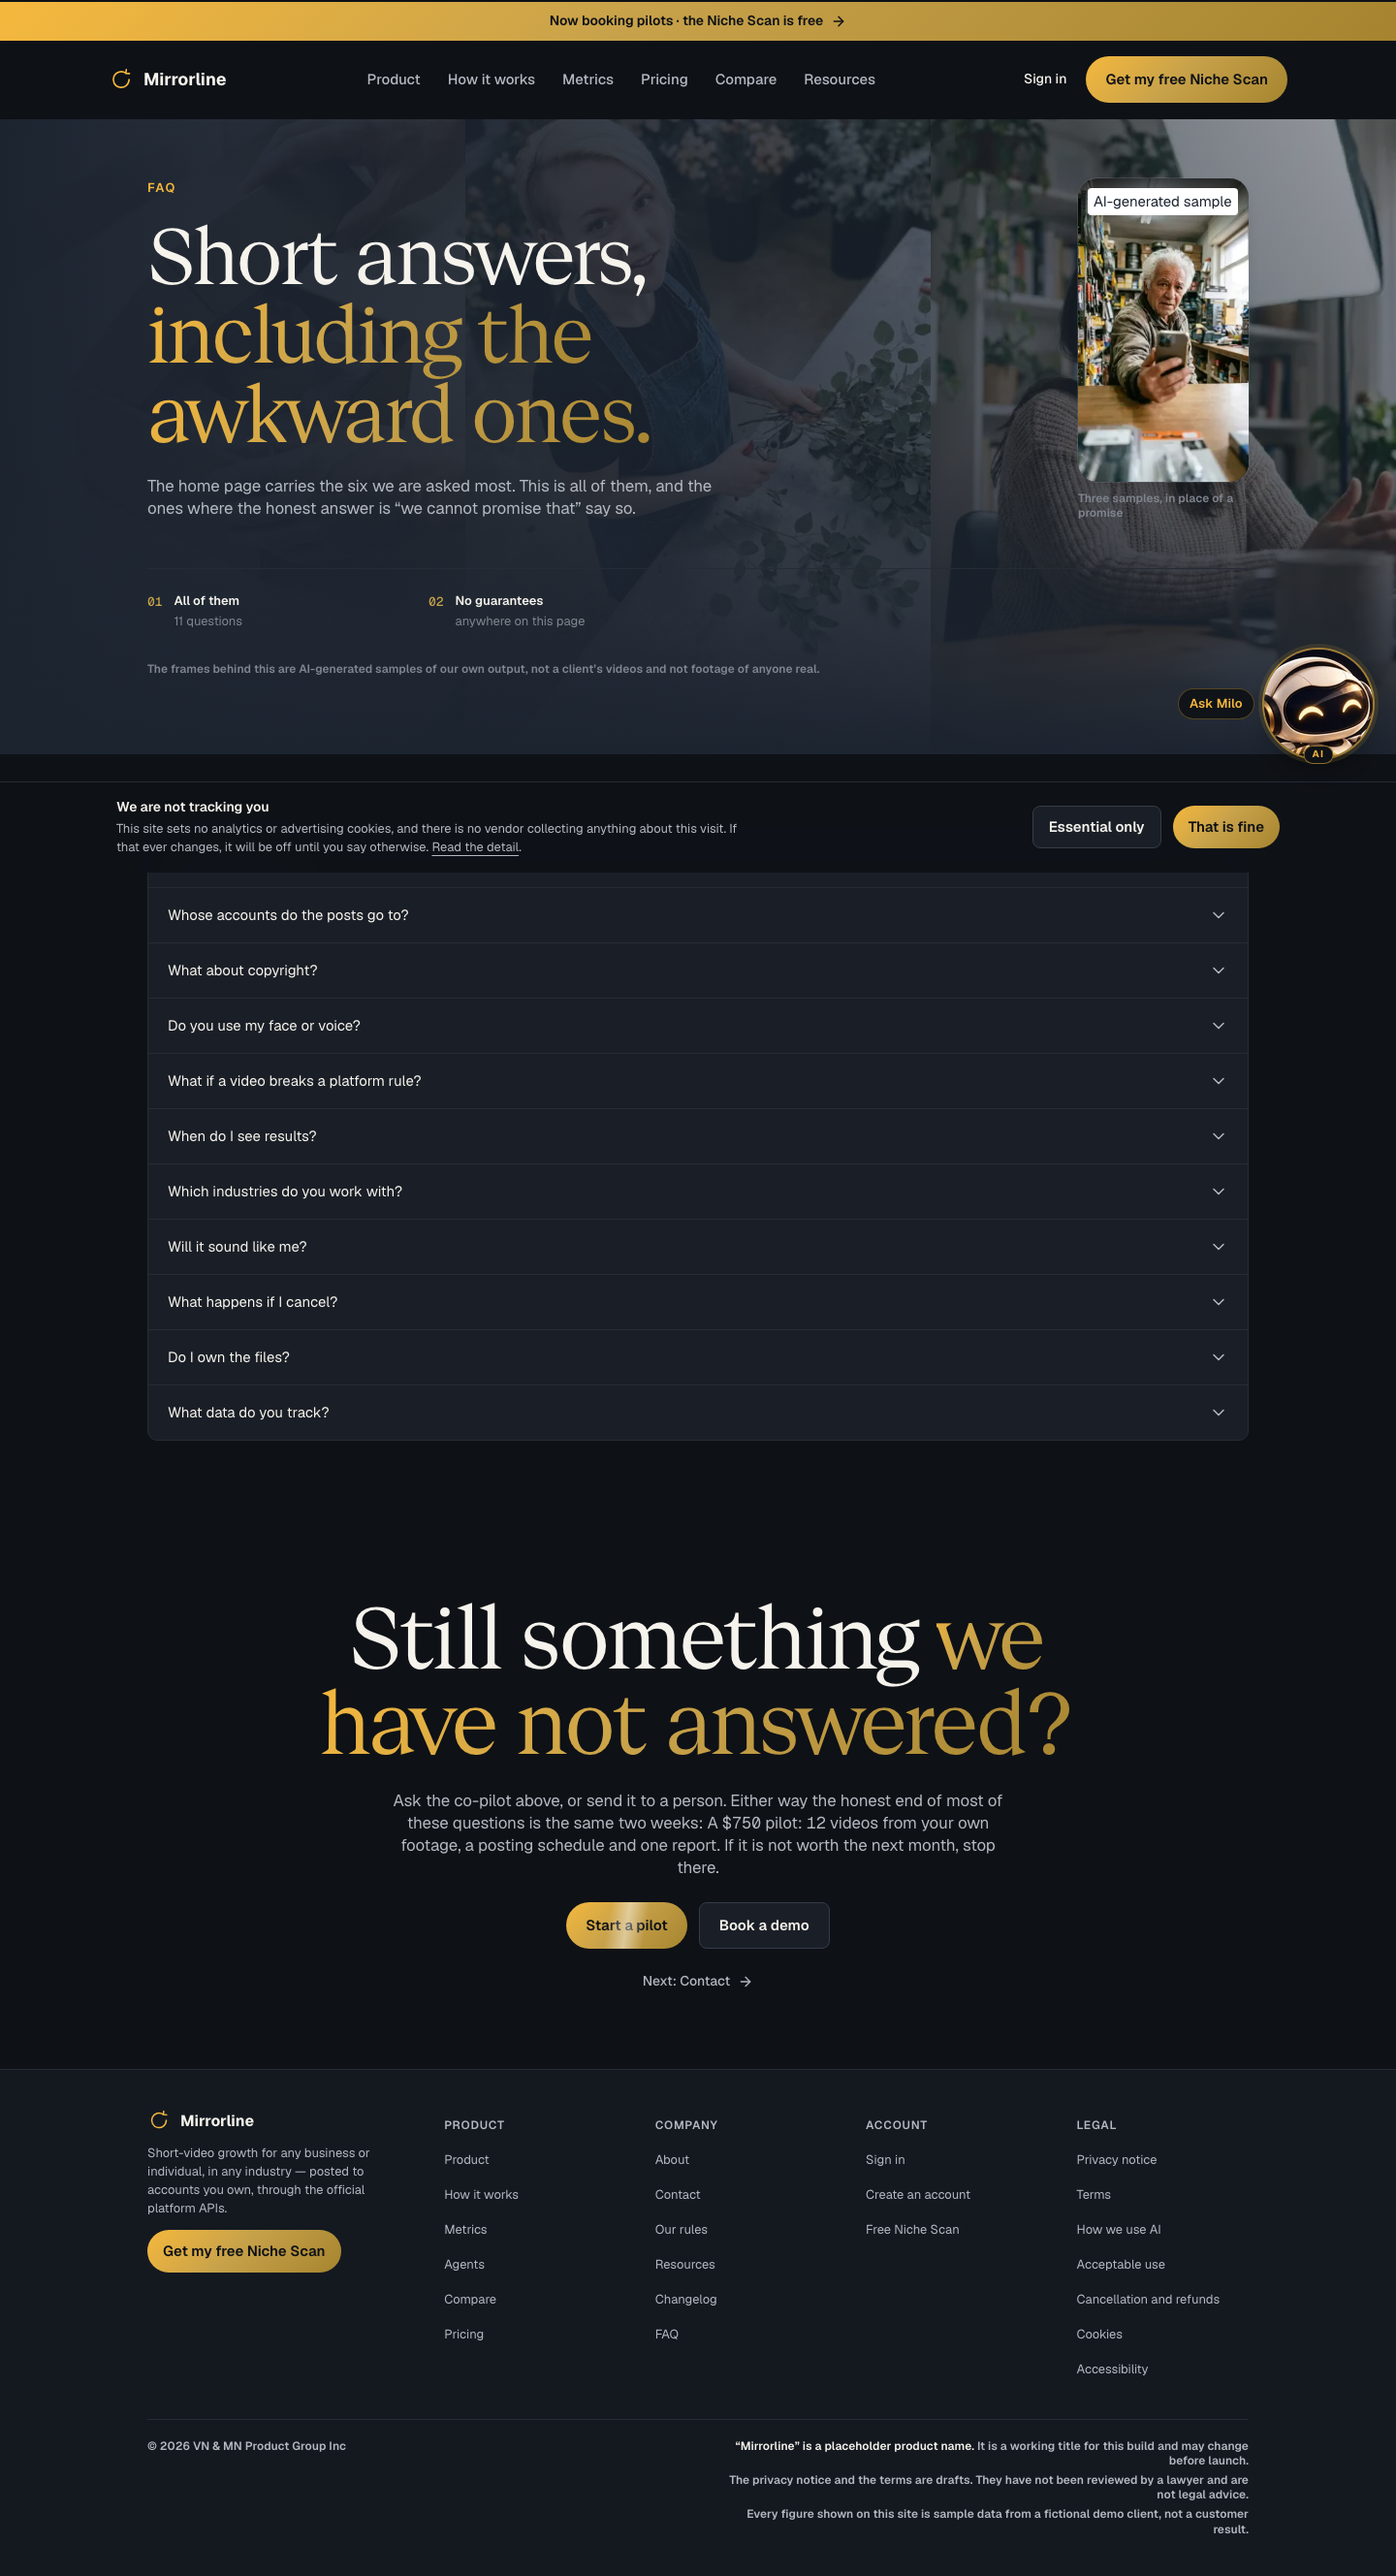 Now booking pilots · the Niche Scan is free →
Mirrorline
Product
How it works
Metrics
Pricing
Compare
Resources
Sign in
Get my free Niche Scan
FAQ
Short answers,
including the
awkward ones.
The home page carries the six we are asked most. This is all of them, and the
ones where the honest answer is “we cannot promise that” say so.
AI-generated sample
Three samples, in place of a
promise
01 All of them
11 questions
02 No guarantees
anywhere on this page
The frames behind this are AI-generated samples of our own output, not a client's videos and not footage of anyone real.
Ask Milo
AI
We are not tracking you
This site sets no analytics or advertising cookies, and there is no vendor collecting anything about this visit. If
that ever changes, it will be off until you say otherwise. Read the detail.
Essential only
That is fine
Whose accounts do the posts go to?
What about copyright?
Do you use my face or voice?
What if a video breaks a platform rule?
When do I see results?
Which industries do you work with?
Will it sound like me?
What happens if I cancel?
Do I own the files?
What data do you track?
Still something we
have not answered?
Ask the co-pilot above, or send it to a person. Either way the honest end of most of
these questions is the same two weeks: A $750 pilot: 12 videos from your own
footage, a posting schedule and one report. If it is not worth the next month, stop
there.
Start a pilot
Book a demo
Next: Contact →
Mirrorline
Short-video growth for any business or
individual, in any industry — posted to
accounts you own, through the official
platform APIs.
Get my free Niche Scan
PRODUCT
Product
How it works
Metrics
Agents
Compare
Pricing
COMPANY
About
Contact
Our rules
Resources
Changelog
FAQ
ACCOUNT
Sign in
Create an account
Free Niche Scan
LEGAL
Privacy notice
Terms
How we use AI
Acceptable use
Cancellation and refunds
Cookies
Accessibility
© 2026 VN & MN Product Group Inc
“Mirrorline” is a placeholder product name. It is a working title for this build and may change
before launch.
The privacy notice and the terms are drafts. They have not been reviewed by a lawyer and are
not legal advice.
Every figure shown on this site is sample data from a fictional demo client, not a customer
result.